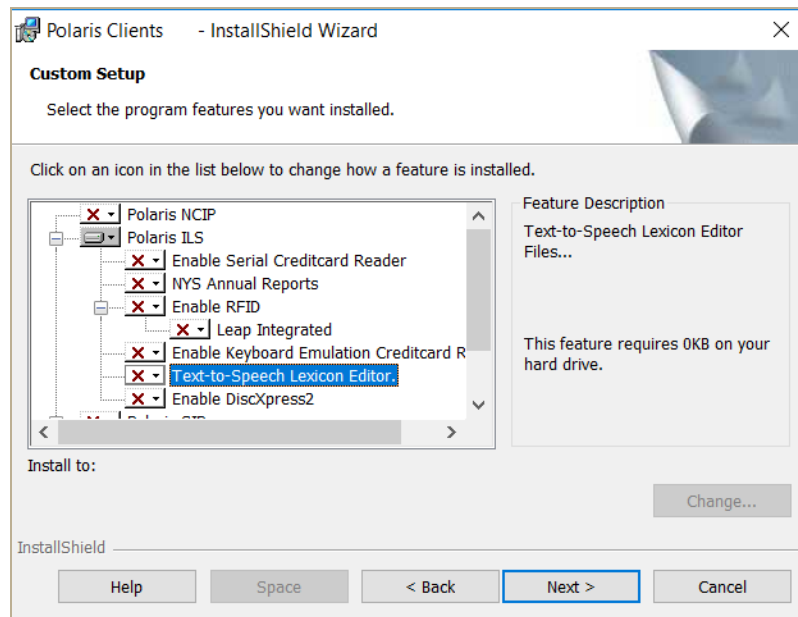 Polaris Clients - InstallShield Wizard
Custom Setup
Select the program features you want installed.
Click on an icon in the list below to change how a feature is installed.
Polaris NCIP
Polaris ILS
Enable Serial Creditcard Reader
NYS Annual Reports
Enable RFID
Leap Integrated
Enable Keyboard Emulation Creditcard R
Text-to-Speech Lexicon Editor.
Enable DiscXpress2
Feature Description
Text-to-Speech Lexicon Editor
Files...
This feature requires 0KB on your
hard drive.
Install to:
Change...
InstallShield
Help
Space
< Back
Next >
Cancel